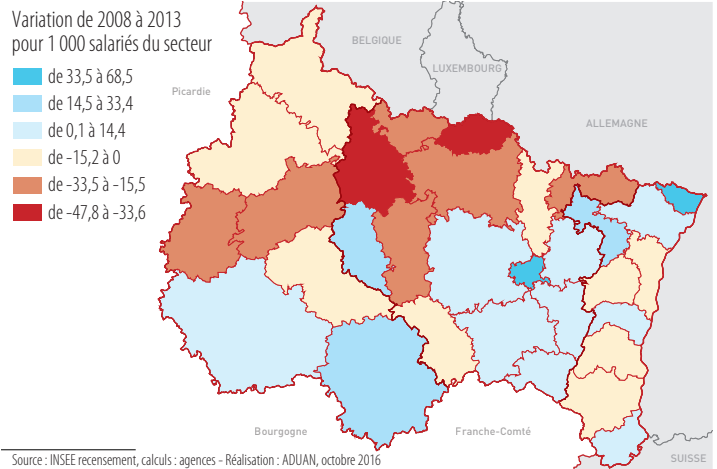 Variation de 2008 à 2013
pour 1 000 salariés du secteur
de 33,5 à 68,5
de 14,5 à 33,4
de 0,1 à 14,4
de –15,2 à 0
de –33,5 à –15,5
de –47,8 à –33,6
BELGIQUE
LUXEMBOURG
Picardie
ALLEMAGNE
Bourgogne
Franche-Comté
SUISSE
Source : INSEE recensement, calculs : agences - Réalisation : ADUAN, octobre 2016